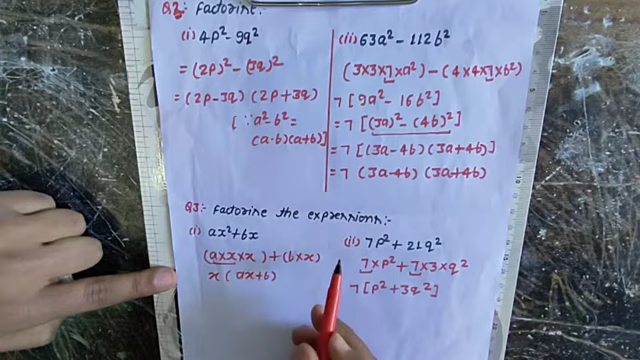 Q2:- Factorise:-
(i) 4p² - 9q²
= (2p)² - (3q)²
= (2p-3q) (2p+3q)
[∵ a²-b² =
(a-b)(a+b)]
(ii) 63a² - 112b²
(3×3×7×a²) - (4×4×7×b²)
7 [9a² - 16b²]
= 7 [(3a)² - (4b)²]
= 7 [(3a-4b) (3a+4b)]
= 7 (3a-4b) (3a+4b)
Q3:- Factorise the expressions:-
(i) ax² + bx
(a×x×x) + (b×x)
x (ax+b)
(ii) 7p² + 21q²
7×p² + 7×3×q²
7 [p² + 3q²]